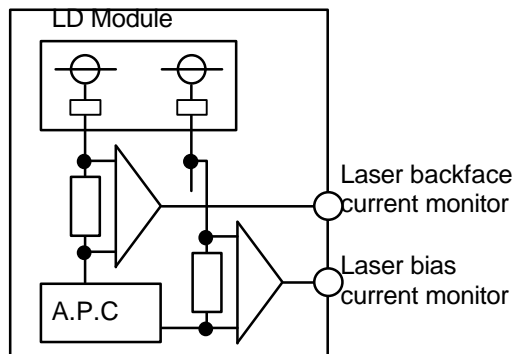 LD Module
Laser backface
current monitor
Laser bias
current monitor
A.P.C